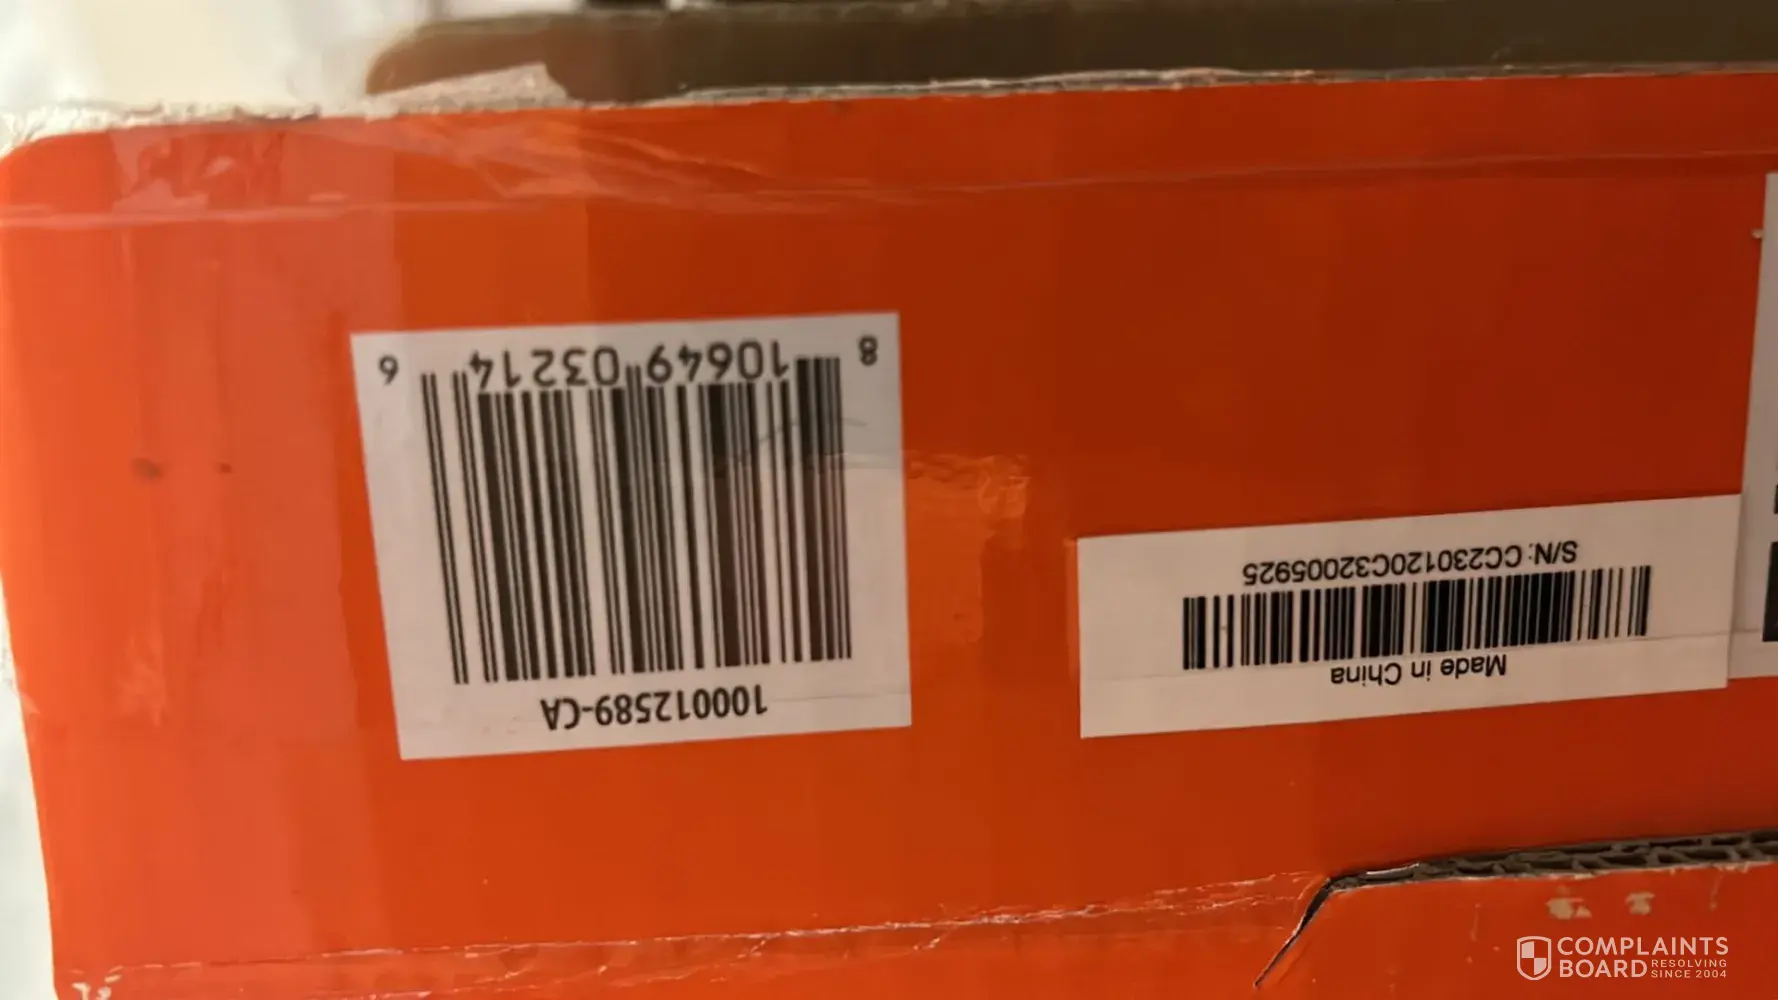 100012589-CA
8 10649 03214 6
Made in China
S/N: CC230120C32005925
COMPLAINTS
BOARD RESOLVING
SINCE 2004